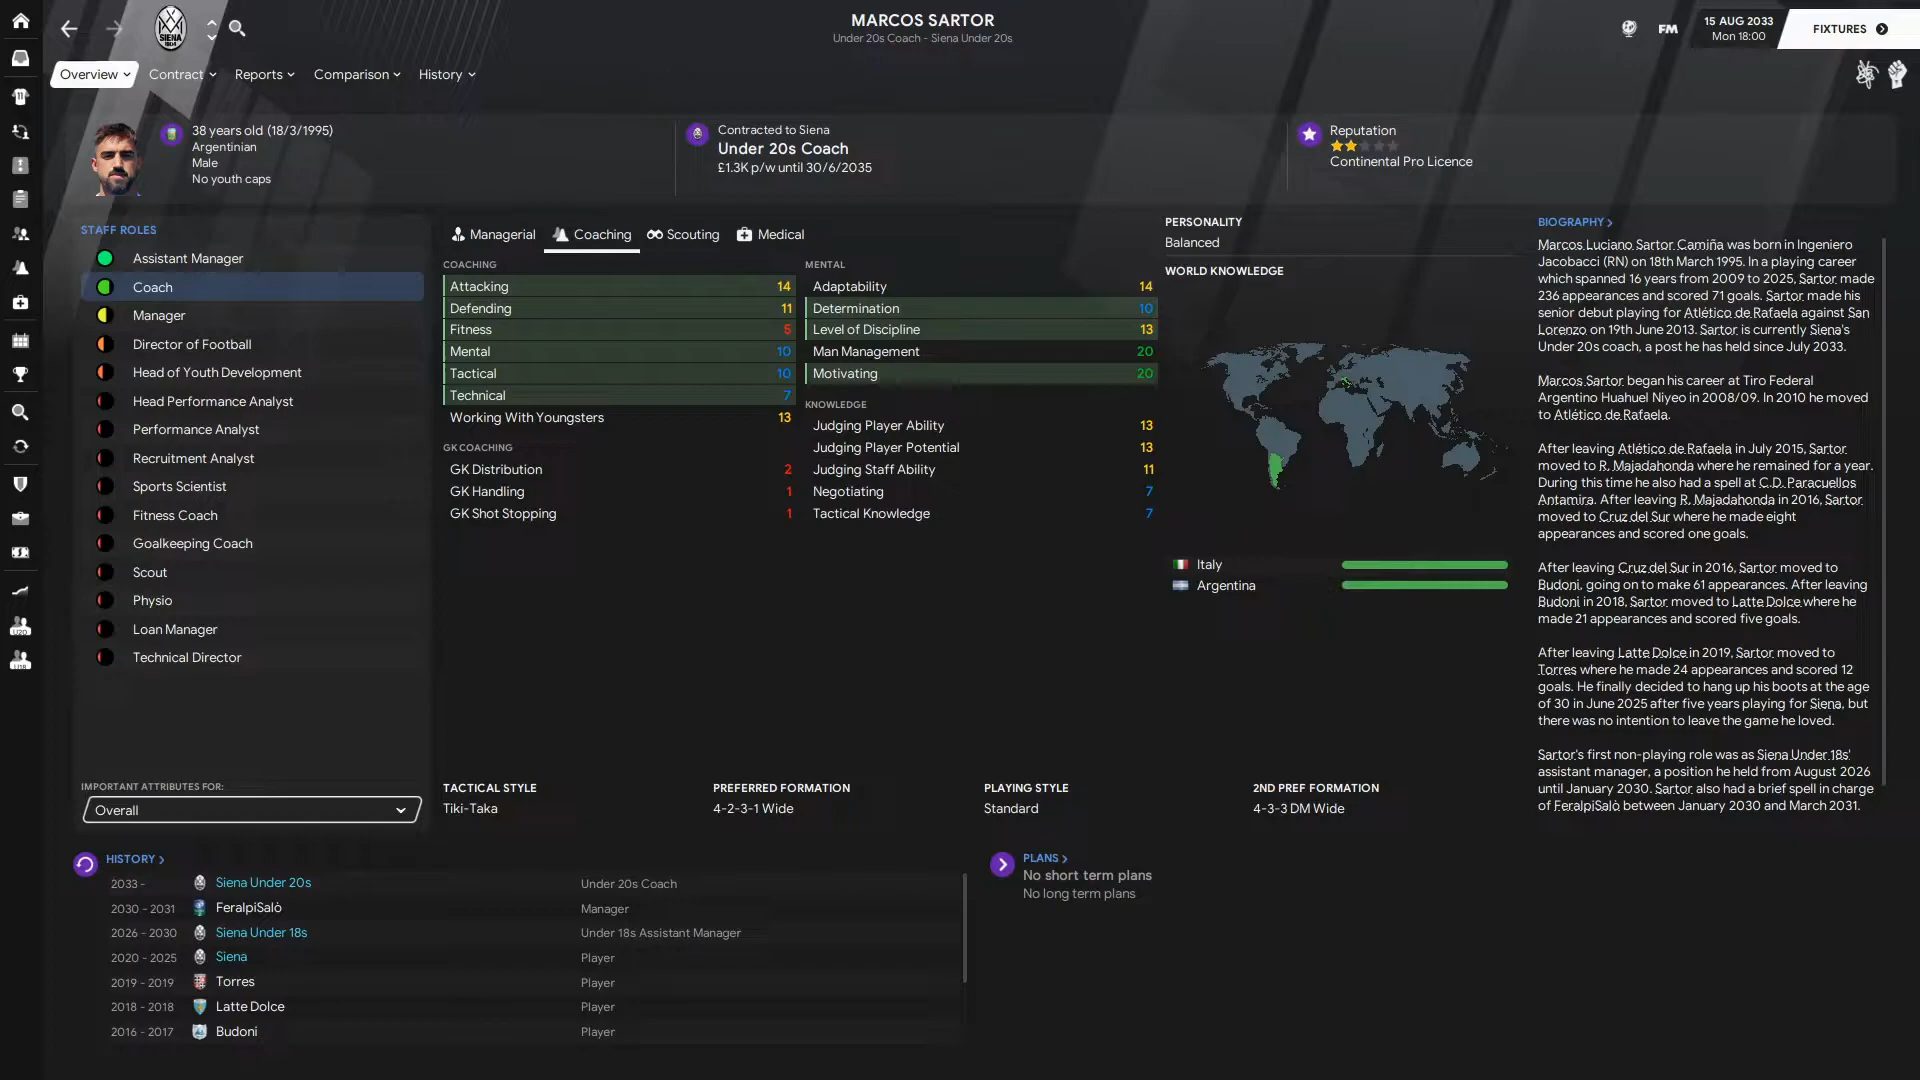 MARCOS SARTOR
Under 20s Coach - Siena Under 20s
FM
15 AUG 2033
Mon 18:00
FIXTURES
SIENA
1904
Overview
Contract
Reports
Comparison
History
38 years old (18/3/1995)
Argentinian
Male
No youth caps
Contracted to Siena
Under 20s Coach
£1.3K p/w until 30/6/2035
Reputation
Continental Pro Licence
STAFF ROLES
Assistant Manager
Coach
Manager
Director of Football
Head of Youth Development
Head Performance Analyst
Performance Analyst
Recruitment Analyst
Sports Scientist
Fitness Coach
Goalkeeping Coach
Scout
Physio
Loan Manager
Technical Director
IMPORTANT ATTRIBUTES FOR:
Overall
Managerial
Coaching
Scouting
Medical
COACHING
Attacking 14
Defending 11
Fitness 5
Mental 10
Tactical 10
Technical 7
Working With Youngsters 13
GK COACHING
GK Distribution 2
GK Handling 1
GK Shot Stopping 1
MENTAL
Adaptability 14
Determination 10
Level of Discipline 13
Man Management 20
Motivating 20
KNOWLEDGE
Judging Player Ability 13
Judging Player Potential 13
Judging Staff Ability 11
Negotiating 7
Tactical Knowledge 7
PERSONALITY
Balanced
WORLD KNOWLEDGE
Italy
Argentina
TACTICAL STYLE
Tiki-Taka
PREFERRED FORMATION
4-2-3-1 Wide
PLAYING STYLE
Standard
2ND PREF FORMATION
4-3-3 DM Wide
BIOGRAPHY >
Marcos Luciano Sartor Camiña was born in Ingeniero
Jacobacci (RN) on 18th March 1995. In a playing career
which spanned 16 years from 2009 to 2025, Sartor made
236 appearances and scored 71 goals. Sartor made his
senior debut playing for Atlético de Rafaela against San
Lorenzo on 19th June 2013. Sartor is currently Siena's
Under 20s coach, a post he has held since July 2033.
Marcos Sartor began his career at Tiro Federal
Argentino Huahuel Niyeo in 2008/09. In 2010 he moved
to Atlético de Rafaela.
After leaving Atlético de Rafaela in July 2015, Sartor
moved to R. Majadahonda where he remained for a year.
During this time he also had a spell at C.D. Paracuellos
Antamira. After leaving R. Majadahonda in 2016, Sartor
moved to Cruz del Sur where he made eight
appearances and scored one goals.
After leaving Cruz del Sur in 2016, Sartor moved to
Budoni, going on to make 61 appearances. After leaving
Budoni in 2018, Sartor moved to Latte Dolce where he
made 21 appearances and scored five goals.
After leaving Latte Dolce in 2019, Sartor moved to
Torres where he made 24 appearances and scored 12
goals. He finally decided to hang up his boots at the age
of 30 in June 2025 after five years playing for Siena, but
there was no intention to leave the game he loved.
Sartor's first non-playing role was as Siena Under 18s'
assistant manager, a position he held from August 2026
until January 2030. Sartor also had a brief spell in charge
of FeralpiSalò between January 2030 and March 2031.
HISTORY >
2033 - Siena Under 20s Under 20s Coach
2030 - 2031 FeralpiSalò Manager
2026 - 2030 Siena Under 18s Under 18s Assistant Manager
2020 - 2025 Siena Player
2019 - 2019 Torres Player
2018 - 2018 Latte Dolce Player
2016 - 2017 Budoni Player
PLANS >
No short term plans
No long term plans
11
U20
U18